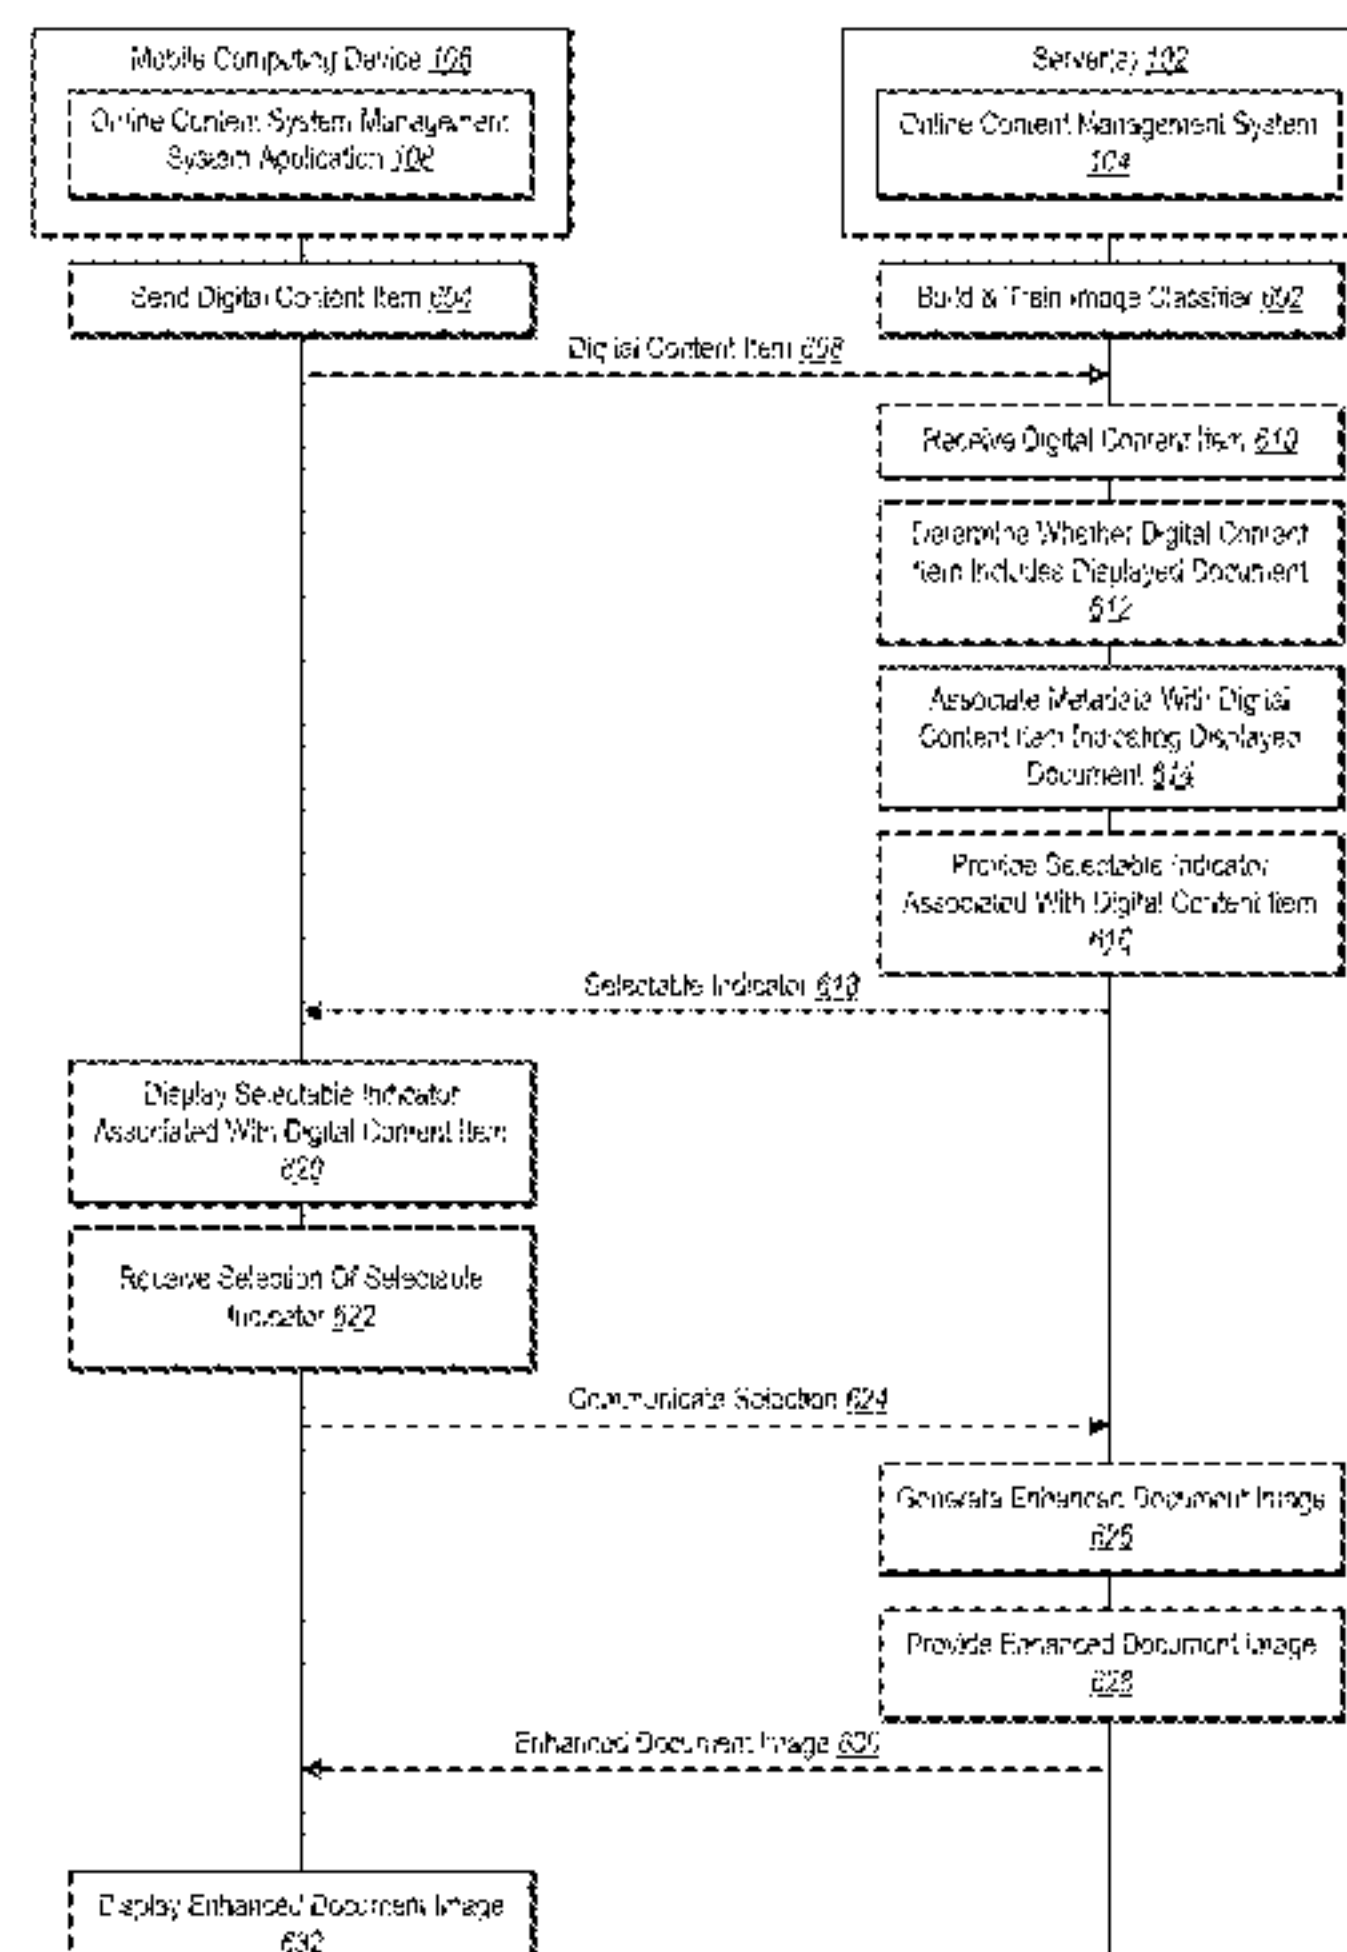 Mobile Computing Device 106
Online Content System Management
System Application 108
Server(s) 102
Online Content Management System
104
Send Digital Content Item 604
Build & Train Image Classifier 602
Digital Content Item 608
Receive Digital Content Item 610
Determine Whether Digital Content
Item Includes Displayed Document
612
Associate Metadata With Digital
Content Item Indicating Displayed
Document 614
Provide Selectable Indicator
Associated With Digital Content Item
616
Selectable Indicator 618
Display Selectable Indicator
Associated With Digital Content Item
620
Receive Selection Of Selectable
Indicator 622
Communicate Selection 624
Generate Enhanced Document Image
626
Provide Enhanced Document Image
628
Enhanced Document Image 630
Display Enhanced Document Image
632